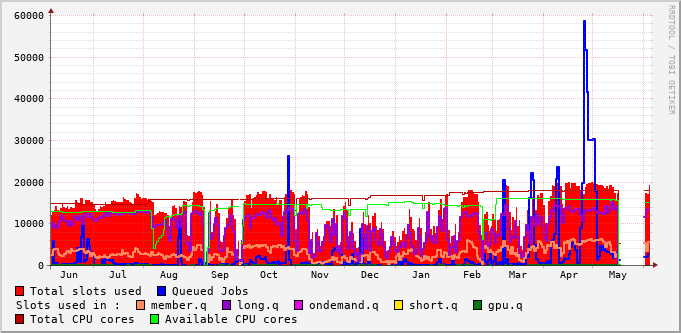 60000
50000
40000
30000
20000
10000
0
Jun Jul Aug Sep Oct Nov Dec Jan Feb Mar Apr May
RRDTOOL / TOBI OETIKER
Total slots used Queued Jobs
Slots used in : member.q long.q ondemand.q short.q gpu.q
Total CPU cores Available CPU cores